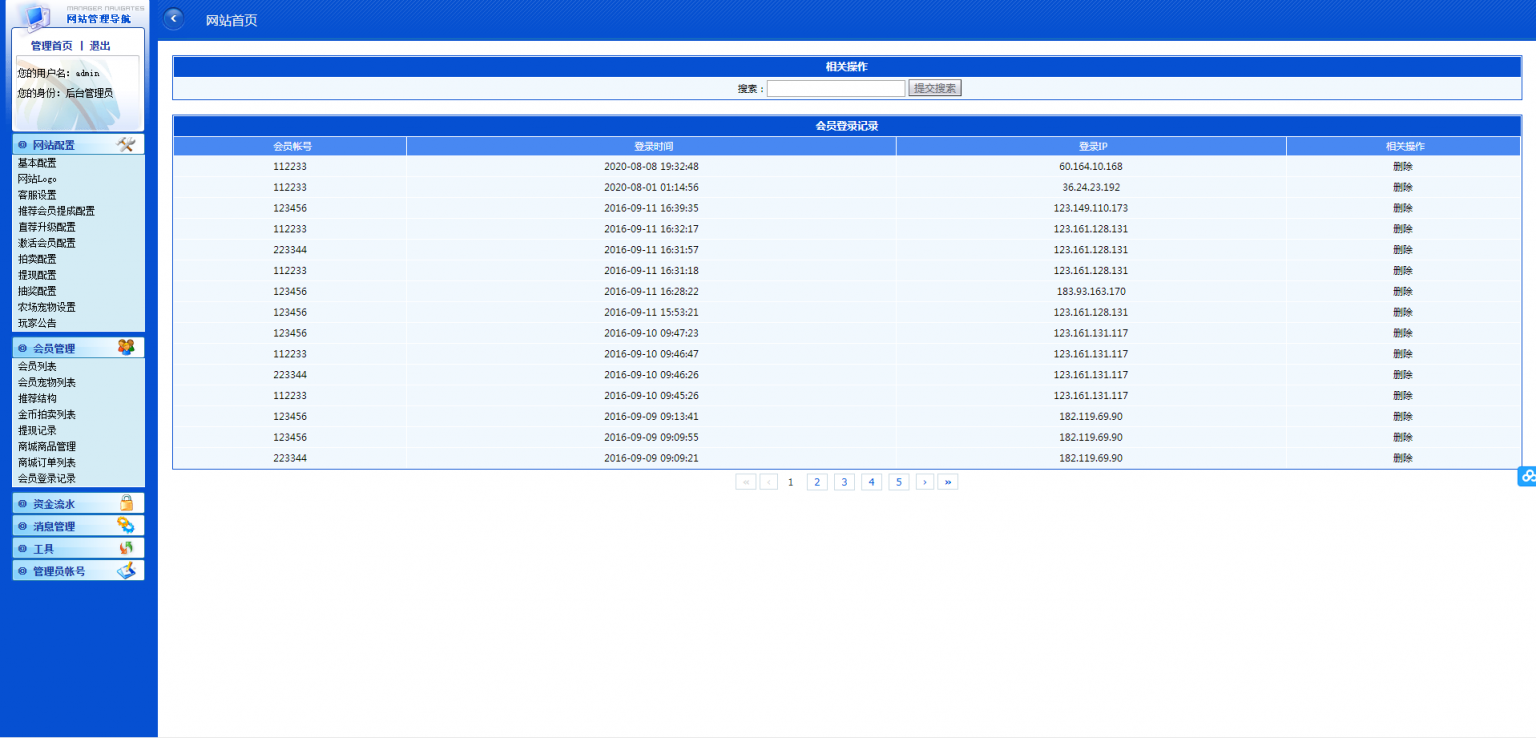 MANAGER NAVIGATES
网站管理导航
管理首页 | 退出
您的用户名：admin
您的身份：后台管理员
网站配置
基本配置
网站Logo
客服设置
推荐会员提成配置
直荐升级配置
激活会员配置
拍卖配置
提现配置
抽奖配置
农场宠物设置
玩家公告
会员管理
会员列表
会员宠物列表
推荐结构
金币拍卖列表
提现记录
商城商品管理
商城订单列表
会员登录记录
资金流水
消息管理
工具
管理员帐号
网站首页
相关操作
搜索： 提交搜索
会员登录记录
会员帐号 登录时间 登录IP 相关操作
112233 2020-08-08 19:32:48 60.164.10.168 删除
112233 2020-08-01 01:14:56 36.24.23.192 删除
123456 2016-09-11 16:39:35 123.149.110.173 删除
112233 2016-09-11 16:32:17 123.161.128.131 删除
223344 2016-09-11 16:31:57 123.161.128.131 删除
112233 2016-09-11 16:31:18 123.161.128.131 删除
123456 2016-09-11 16:28:22 183.93.163.170 删除
123456 2016-09-11 15:53:21 123.161.128.131 删除
123456 2016-09-10 09:47:23 123.161.131.117 删除
112233 2016-09-10 09:46:47 123.161.131.117 删除
223344 2016-09-10 09:46:26 123.161.131.117 删除
112233 2016-09-10 09:45:26 123.161.131.117 删除
123456 2016-09-09 09:13:41 182.119.69.90 删除
123456 2016-09-09 09:09:55 182.119.69.90 删除
223344 2016-09-09 09:09:21 182.119.69.90 删除
« ‹ 1 2 3 4 5 › »